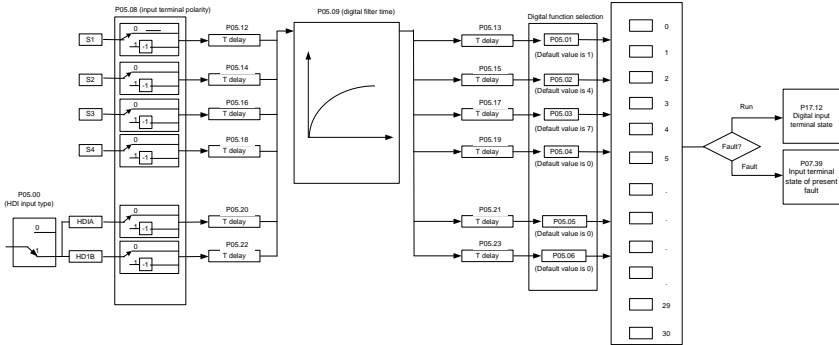 P05.08 (input terminal polarity)
P05.09 (digital filter time)
Digital function selection
P05.12
P05.13
S1
0
1
-1
T delay
T delay
P05.01
(Default value is 1)
P05.14
P05.15
S2
0
1
-1
T delay
T delay
P05.02
(Default value is 4)
P05.16
P05.17
S3
0
1
-1
T delay
T delay
P05.03
(Default value is 7)
P05.18
P05.19
S4
0
1
-1
T delay
T delay
P05.04
(Default value is 0)
P05.00
(HDI input type)
0
1
P05.20
P05.21
HDIA
0
1
-1
T delay
T delay
P05.05
(Default value is 0)
P05.22
P05.23
HD1B
0
1
-1
T delay
T delay
P05.06
(Default value is 0)
0
1
2
3
4
5
.
.
.
.
29
30
Fault?
Run
Fault
P17.12
Digital input
terminal state
P07.39
Input terminal
state of present
fault